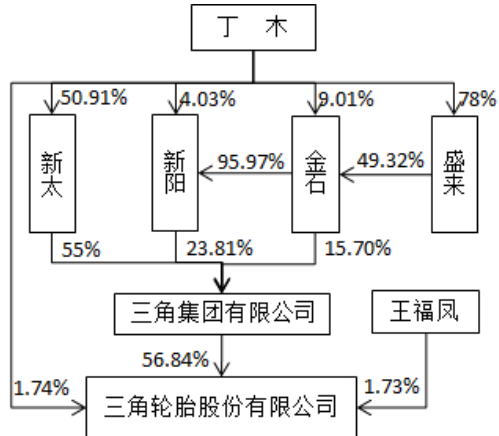 丁 木
50.91%
4.03%
9.01%
78%
新太
新阳
金石
盛来
95.97%
49.32%
55%
23.81%
15.70%
三角集团有限公司
王福凤
56.84%
1.74%
1.73%
三角轮胎股份有限公司